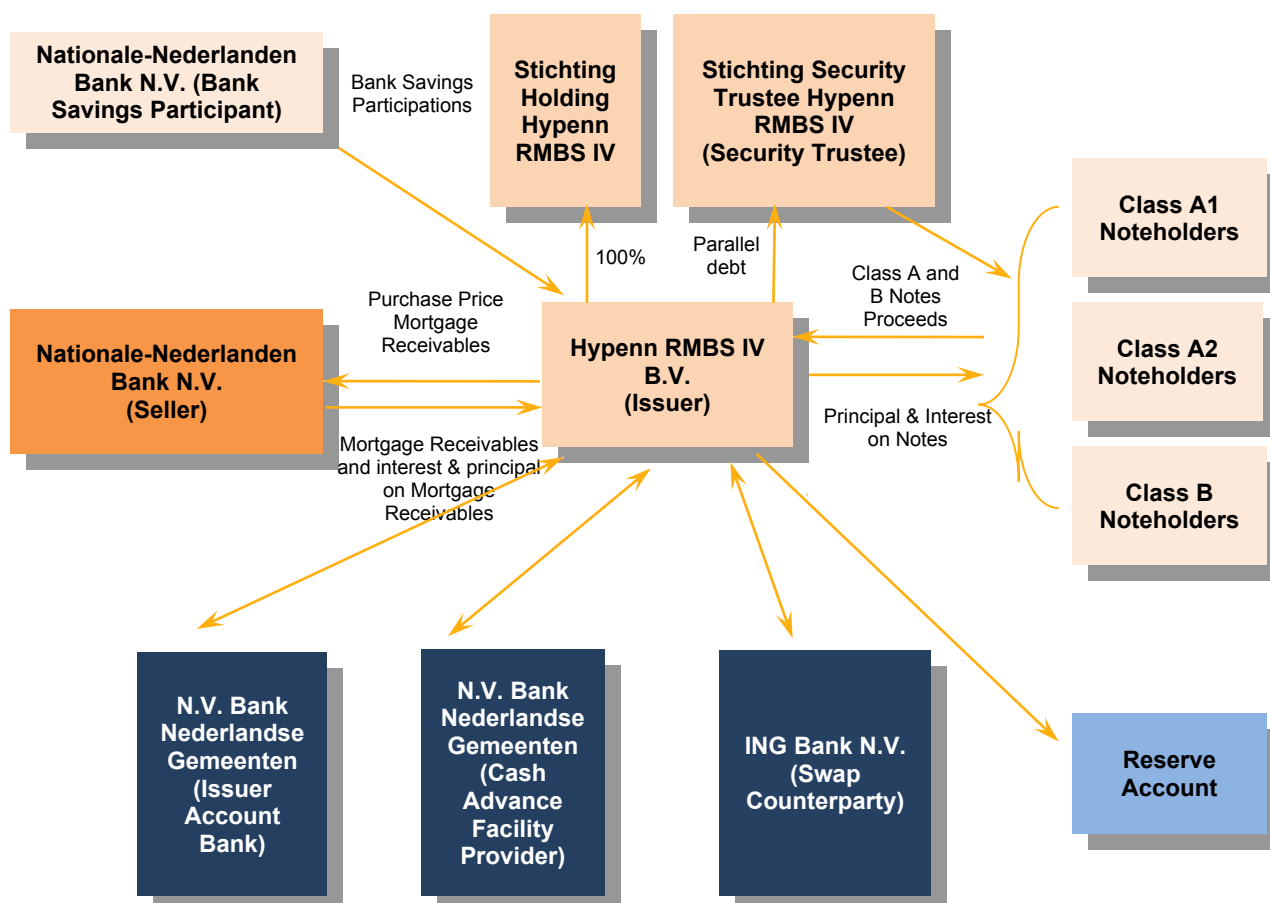 Nationale-Nederlanden
Bank N.V. (Bank
Savings Participant)
Bank Savings
Participations
Stichting
Holding
Hypenn
RMBS IV
Stichting Security
Trustee Hypenn
RMBS IV
(Security Trustee)
Class A1
Noteholders
100%
Parallel
debt
Class A and
B Notes
Proceeds
Purchase Price
Mortgage
Receivables
Nationale-Nederlanden
Bank N.V.
(Seller)
Hypenn RMBS IV
B.V.
(Issuer)
Class A2
Noteholders
Principal & Interest
on Notes
Mortgage Receivables
and interest & principal
on Mortgage
Receivables
Class B
Noteholders
N.V. Bank
Nederlandse
Gemeenten
(Issuer
Account
Bank)
N.V. Bank
Nederlandse
Gemeenten
(Cash
Advance
Facility
Provider)
ING Bank N.V.
(Swap
Counterparty)
Reserve
Account